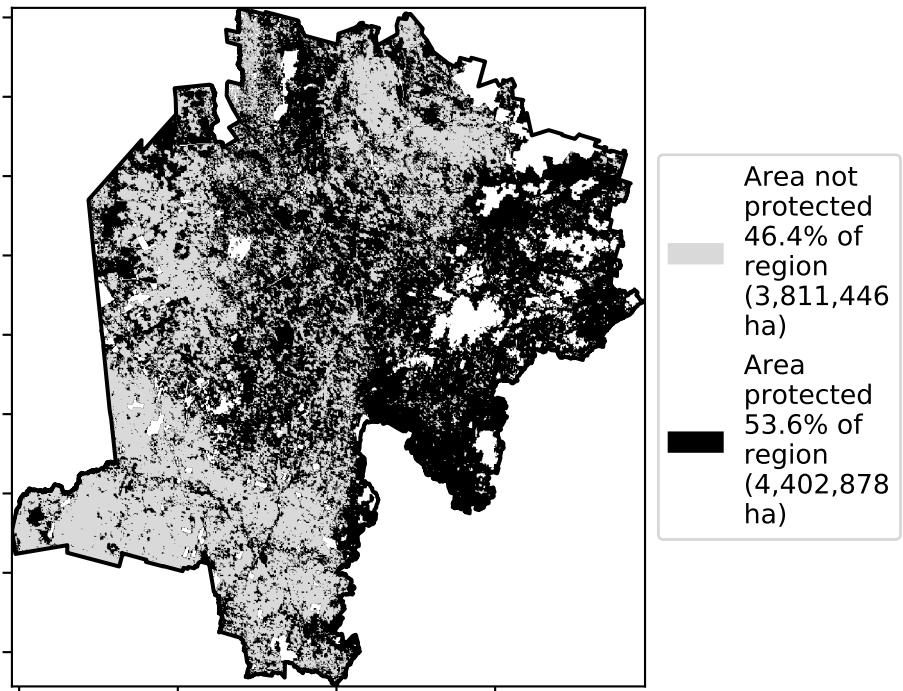 Area not
protected
46.4% of
region
(3,811,446
ha)
Area
protected
53.6% of
region
(4,402,878
ha)